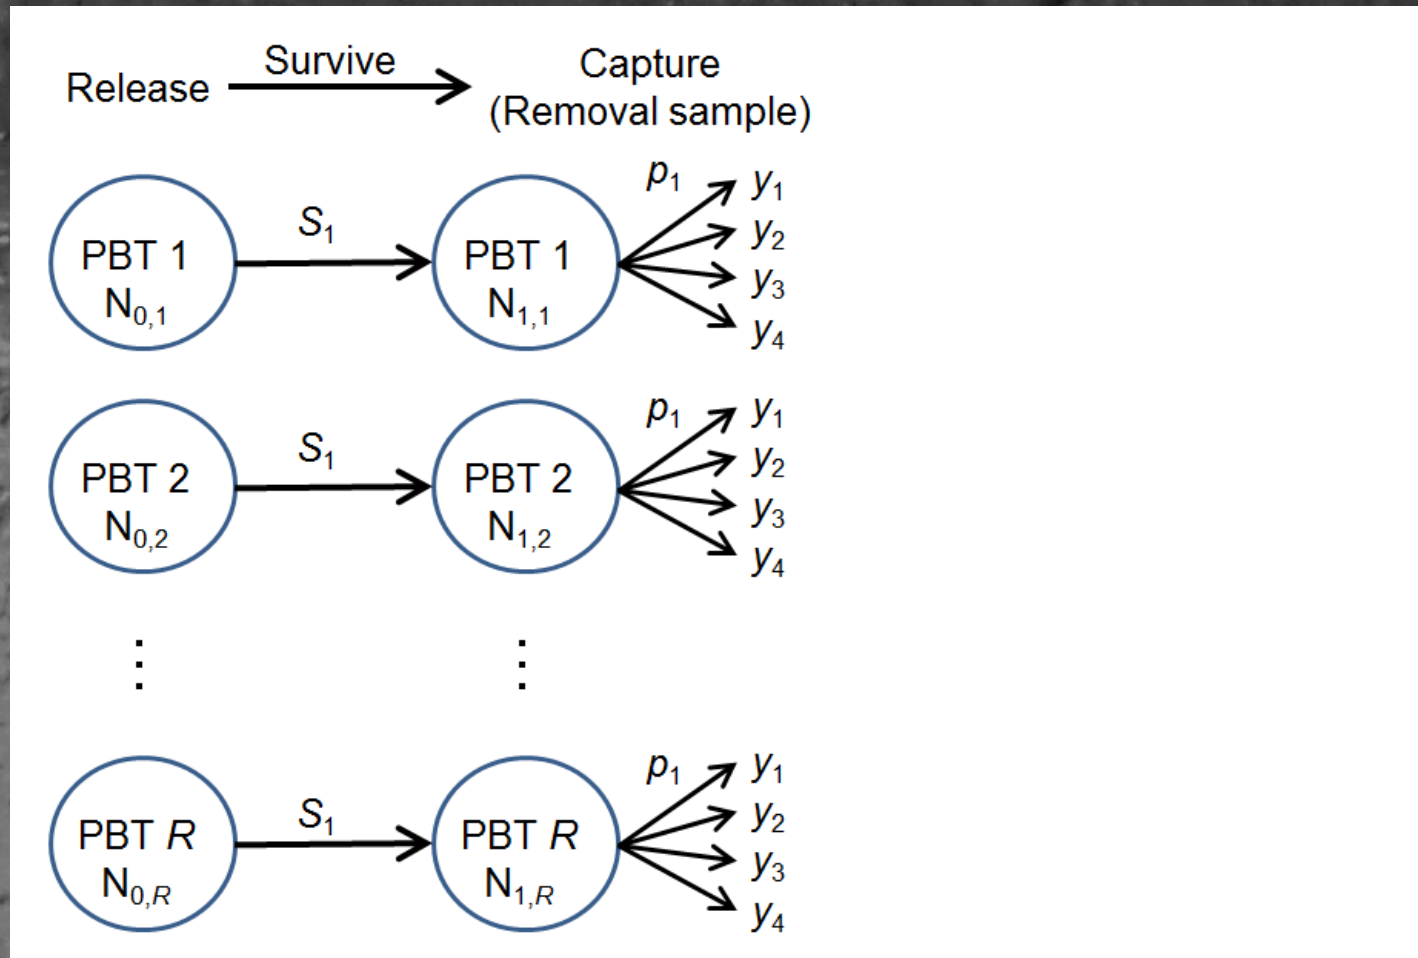 Release
Survive
Capture
(Removal sample)
PBT 1
N0,1
S1
PBT 1
N1,1
p1
y1
y2
y3
y4
PBT 2
N0,2
S1
PBT 2
N1,2
p1
y1
y2
y3
y4
⋮
⋮
PBT R
N0,R
S1
PBT R
N1,R
p1
y1
y2
y3
y4